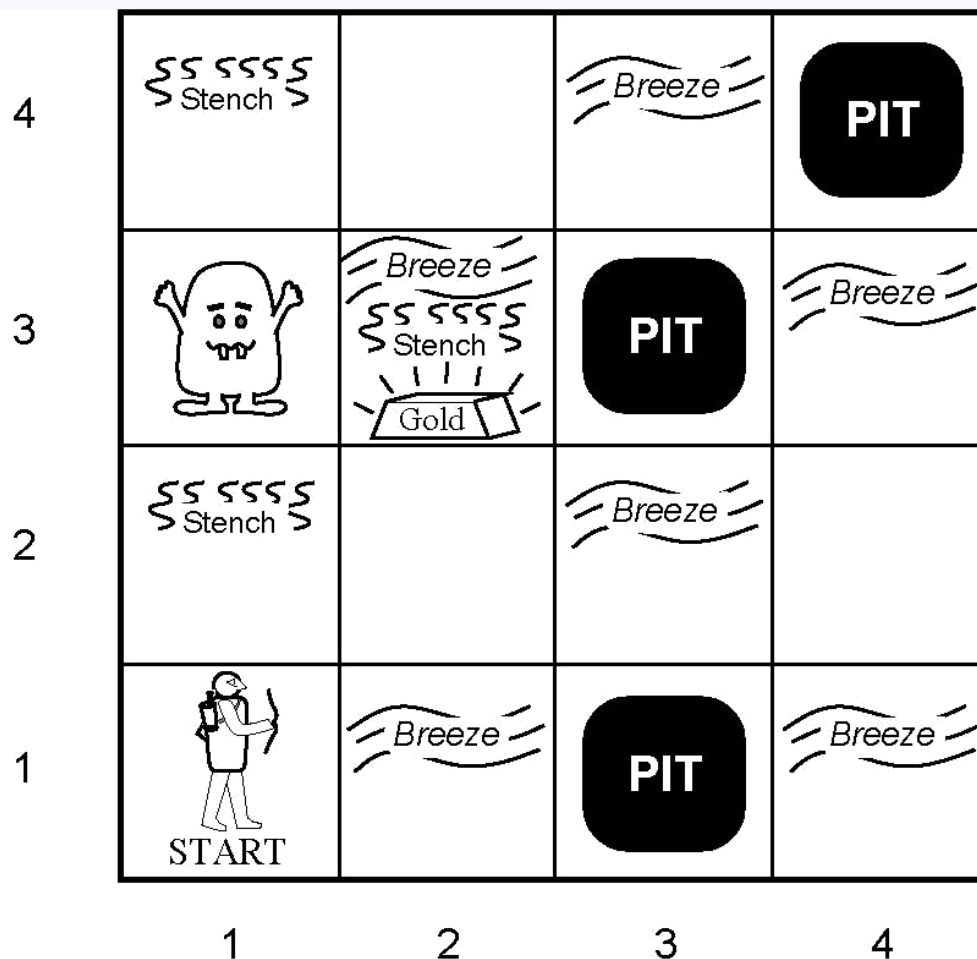 4
Stench
Breeze
PIT
3
Breeze
Stench
Gold
PIT
Breeze
2
Stench
Breeze
1
START
Breeze
PIT
Breeze
1 2 3 4